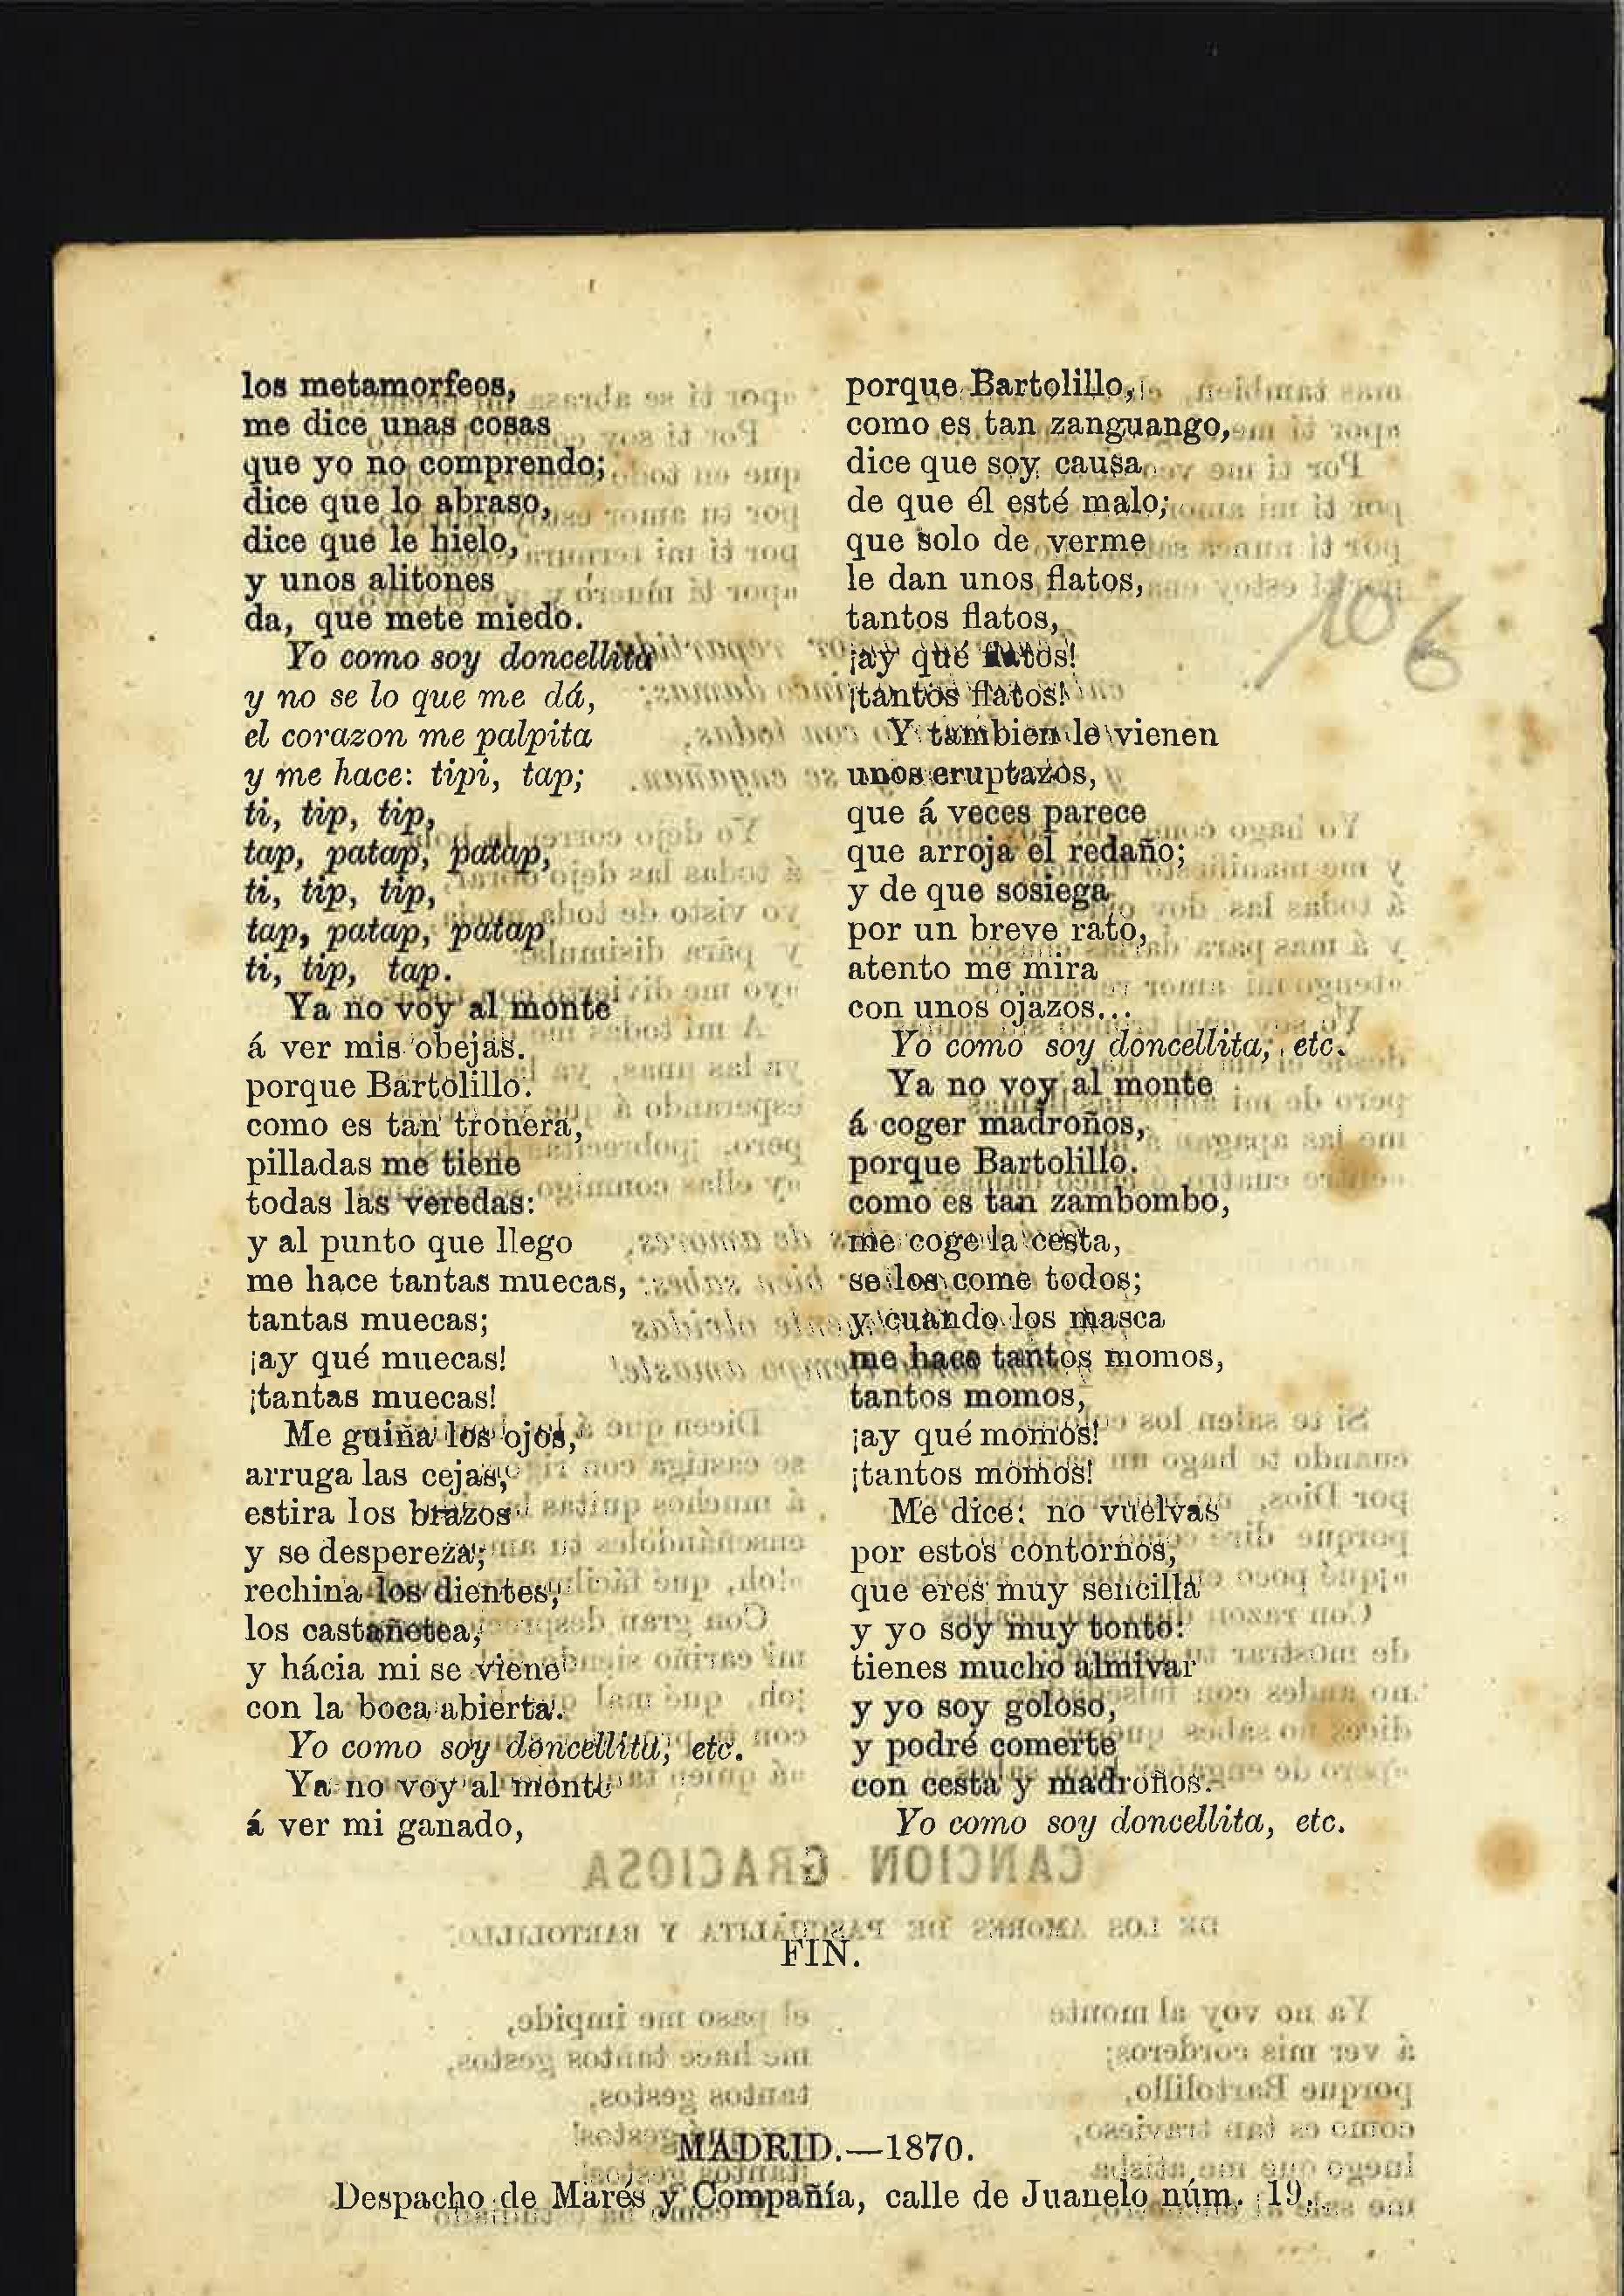 los metamorfeos,
me dice unas cosas
que yo no comprendo;
dice que lo abraso,
dice que le hielo,
y unos alitones
da, que mete miedo.
Yo como soy doncellita
y no se lo que me dá,
el corazon me palpita
y me hace: tipi, tap;
ti, tip, tip,
tap, patap, patap,
ti, tip, tip,
tap, patap, patap
ti, tip, tap.
Ya no voy al monte
á ver mis obejas.
porque Bartolillo.
como es tan tronera,
pilladas me tiene
todas las veredas:
y al punto que llego
me hace tantas muecas,
tantas muecas;
¡ay qué muecas!
¡tantas muecas!
Me guiña los ojos,
arruga las cejas,
estira los brazos
y se despereza;
rechina los dientes,
los castañetea,
y hácia mi se viene
con la boca abierta.
Yo como soy doncellita, etc.
Ya no voy al monte
á ver mi ganado,
porque Bartolillo,
como es tan zanguango,
dice que soy causa
de que él esté malo;
que solo de verme
le dan unos flatos,
tantos flatos,
¡ay qué flatos!
¡tantos flatos!
Y tambien le vienen
unos eruptazos,
que á veces parece
que arroja el redaño;
y de que sosiega
por un breve rato,
atento me mira
con unos ojazos...
Yo como soy doncellita, etc.
Ya no voy al monte
á coger madroños,
porque Bartolillo.
como es tan zambombo,
me coge la cesta,
se los come todos;
y cuando los masca
me hace tantos momos,
tantos momos,
¡ay qué momos!
¡tantos momos!
Me dice: no vuelvas
por estos contornos,
que eres muy sencilla
y yo soy muy tonto:
tienes mucho almivar
y yo soy goloso,
y podré comerte
con cesta y madroños.
Yo como soy doncellita, etc.
106
FIN.
MADRID.—1870.
Despacho de Marés y Compañía, calle de Juanelo núm. 19.